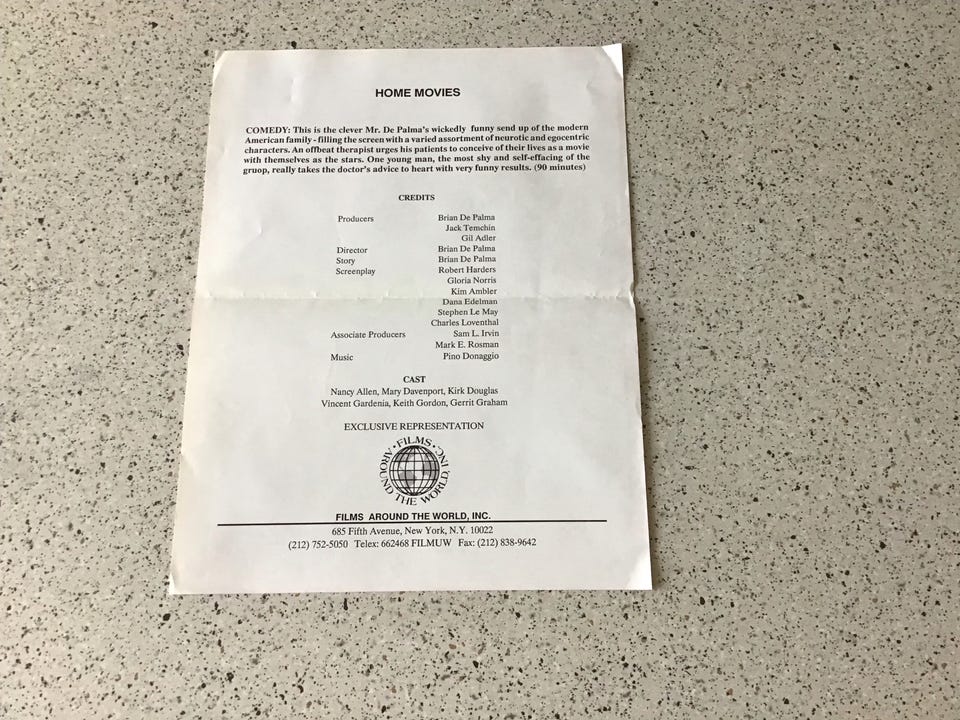 HOME MOVIES
COMEDY: This is the clever Mr. De Palma's wickedly funny send up of the modern
American family - filling the screen with a varied assortment of neurotic and egocentric
characters. An offbeat therapist urges his patients to conceive of their lives as a movie
with themselves as the stars. One young man, the most shy and self-effacing of the
gruop, really takes the doctor's advice to heart with very funny results. (90 minutes)
CREDITS
Producers Brian De Palma
Jack Temchin
Gil Adler
Director Brian De Palma
Story Brian De Palma
Screenplay Robert Harders
Gloria Norris
Kim Ambler
Dana Edelman
Stephen Le May
Charles Loventhal
Associate Producers Sam L. Irvin
Mark E. Rosman
Music Pino Donaggio
CAST
Nancy Allen, Mary Davenport, Kirk Douglas
Vincent Gardenia, Keith Gordon, Gerrit Graham
EXCLUSIVE REPRESENTATION
• FILMS • AROUND THE WORLD, INC.
FILMS AROUND THE WORLD, INC.
685 Fifth Avenue, New York, N.Y. 10022
(212) 752-5050 Telex: 662468 FILMUW Fax: (212) 838-9642